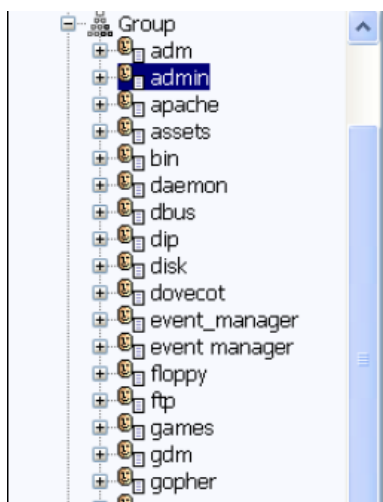 Group
adm
admin
apache
assets
bin
daemon
dbus
dip
disk
dovecot
event_manager
event manager
floppy
ftp
games
gdm
gopher